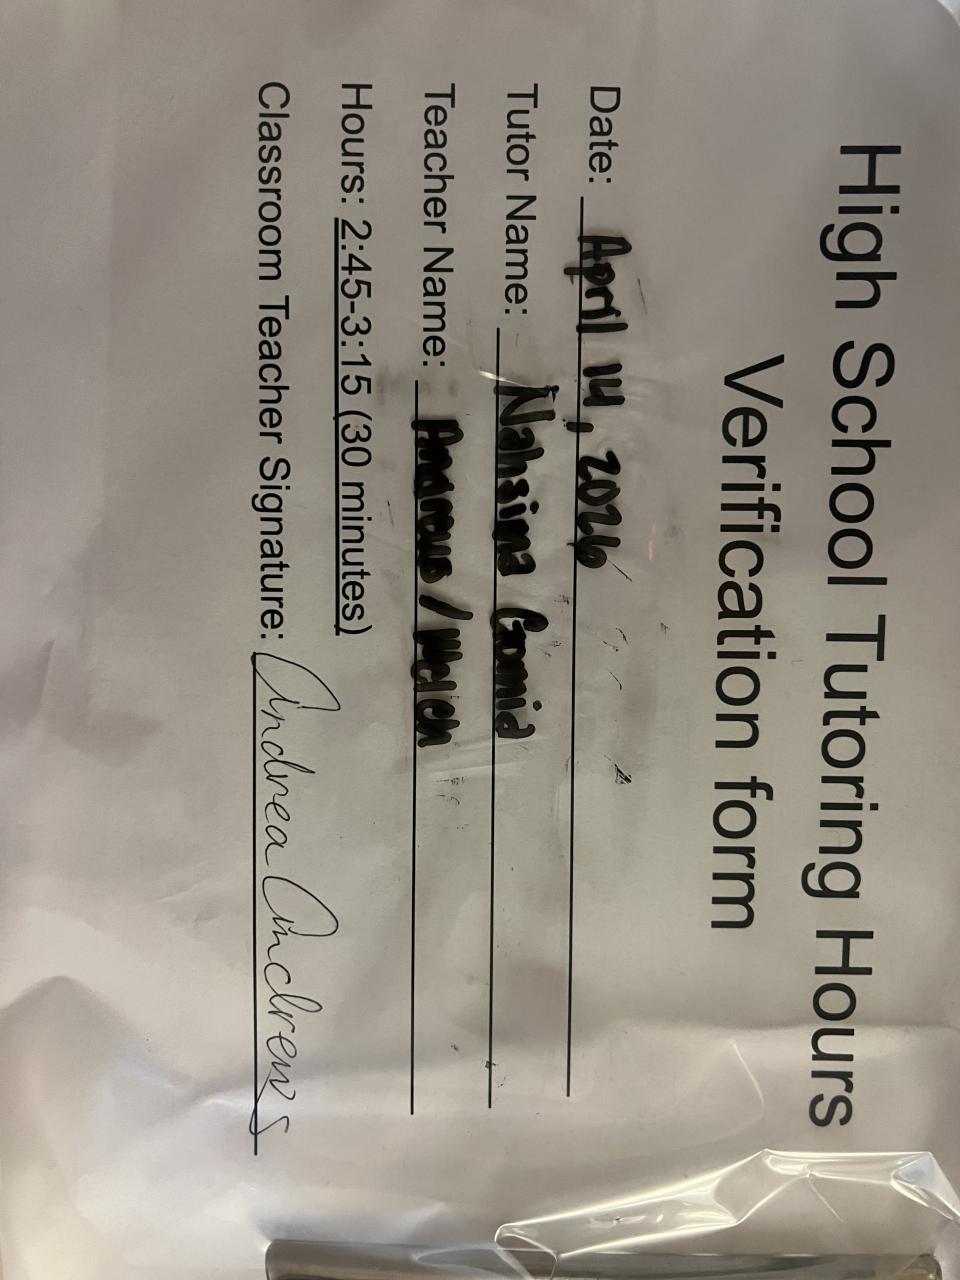 High School Tutoring Hours
Verification form
Date: April 14, 2026
Tutor Name: Nahsina
Teacher Name: Andrews / Welch
Hours: 2:45-3:15 (30 minutes)
Classroom Teacher Signature: Andrea Andrews